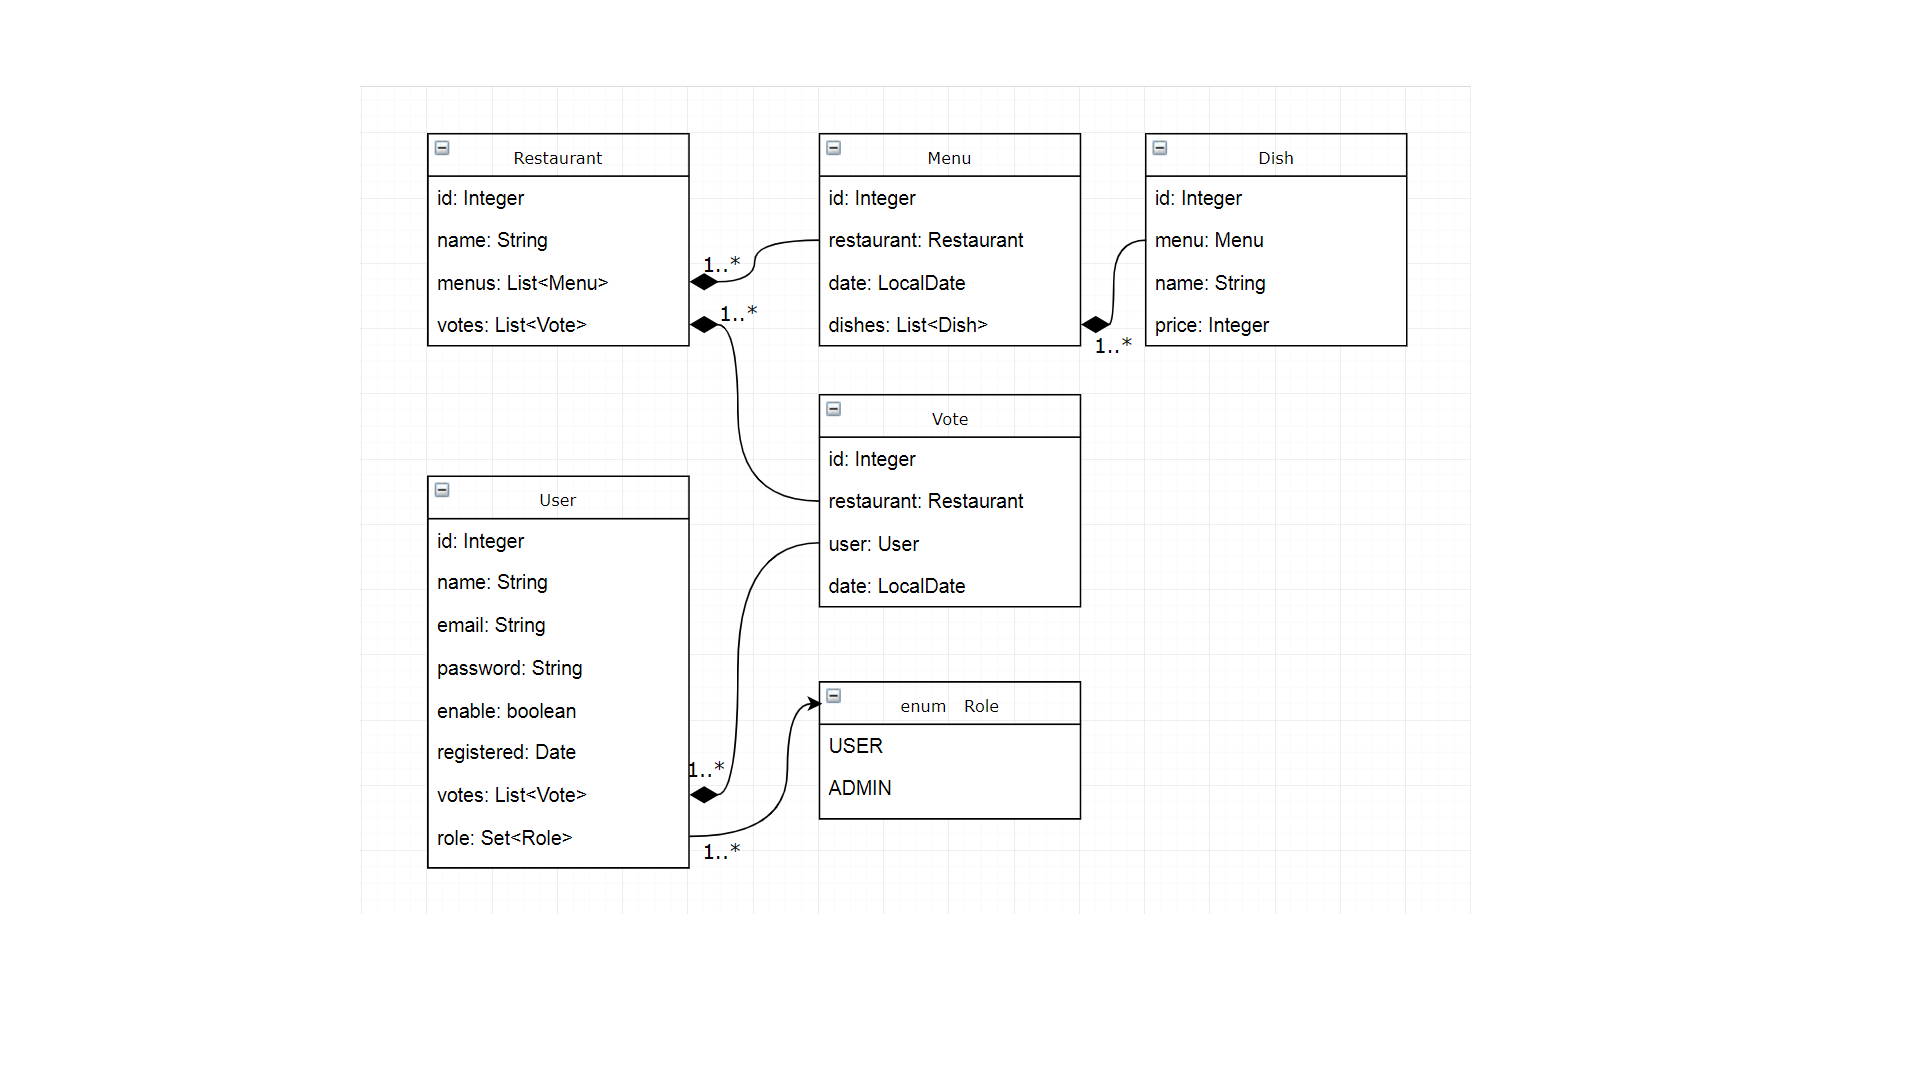 Restaurant
id: Integer
name: String
menus: List<Menu>
votes: List<Vote>
1..*
1..*
Menu
id: Integer
restaurant: Restaurant
date: LocalDate
dishes: List<Dish>
1..*
Dish
id: Integer
menu: Menu
name: String
price: Integer
Vote
id: Integer
restaurant: Restaurant
user: User
date: LocalDate
User
id: Integer
name: String
email: String
password: String
enable: boolean
registered: Date
votes: List<Vote>
role: Set<Role>
1..*
1..*
enum Role
USER
ADMIN